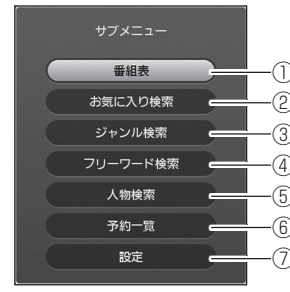 サブメニュー
番組表 ①
お気に入り検索 ②
ジャンル検索 ③
フリーワード検索 ④
人物検索 ⑤
予約一覧 ⑥
設定 ⑦